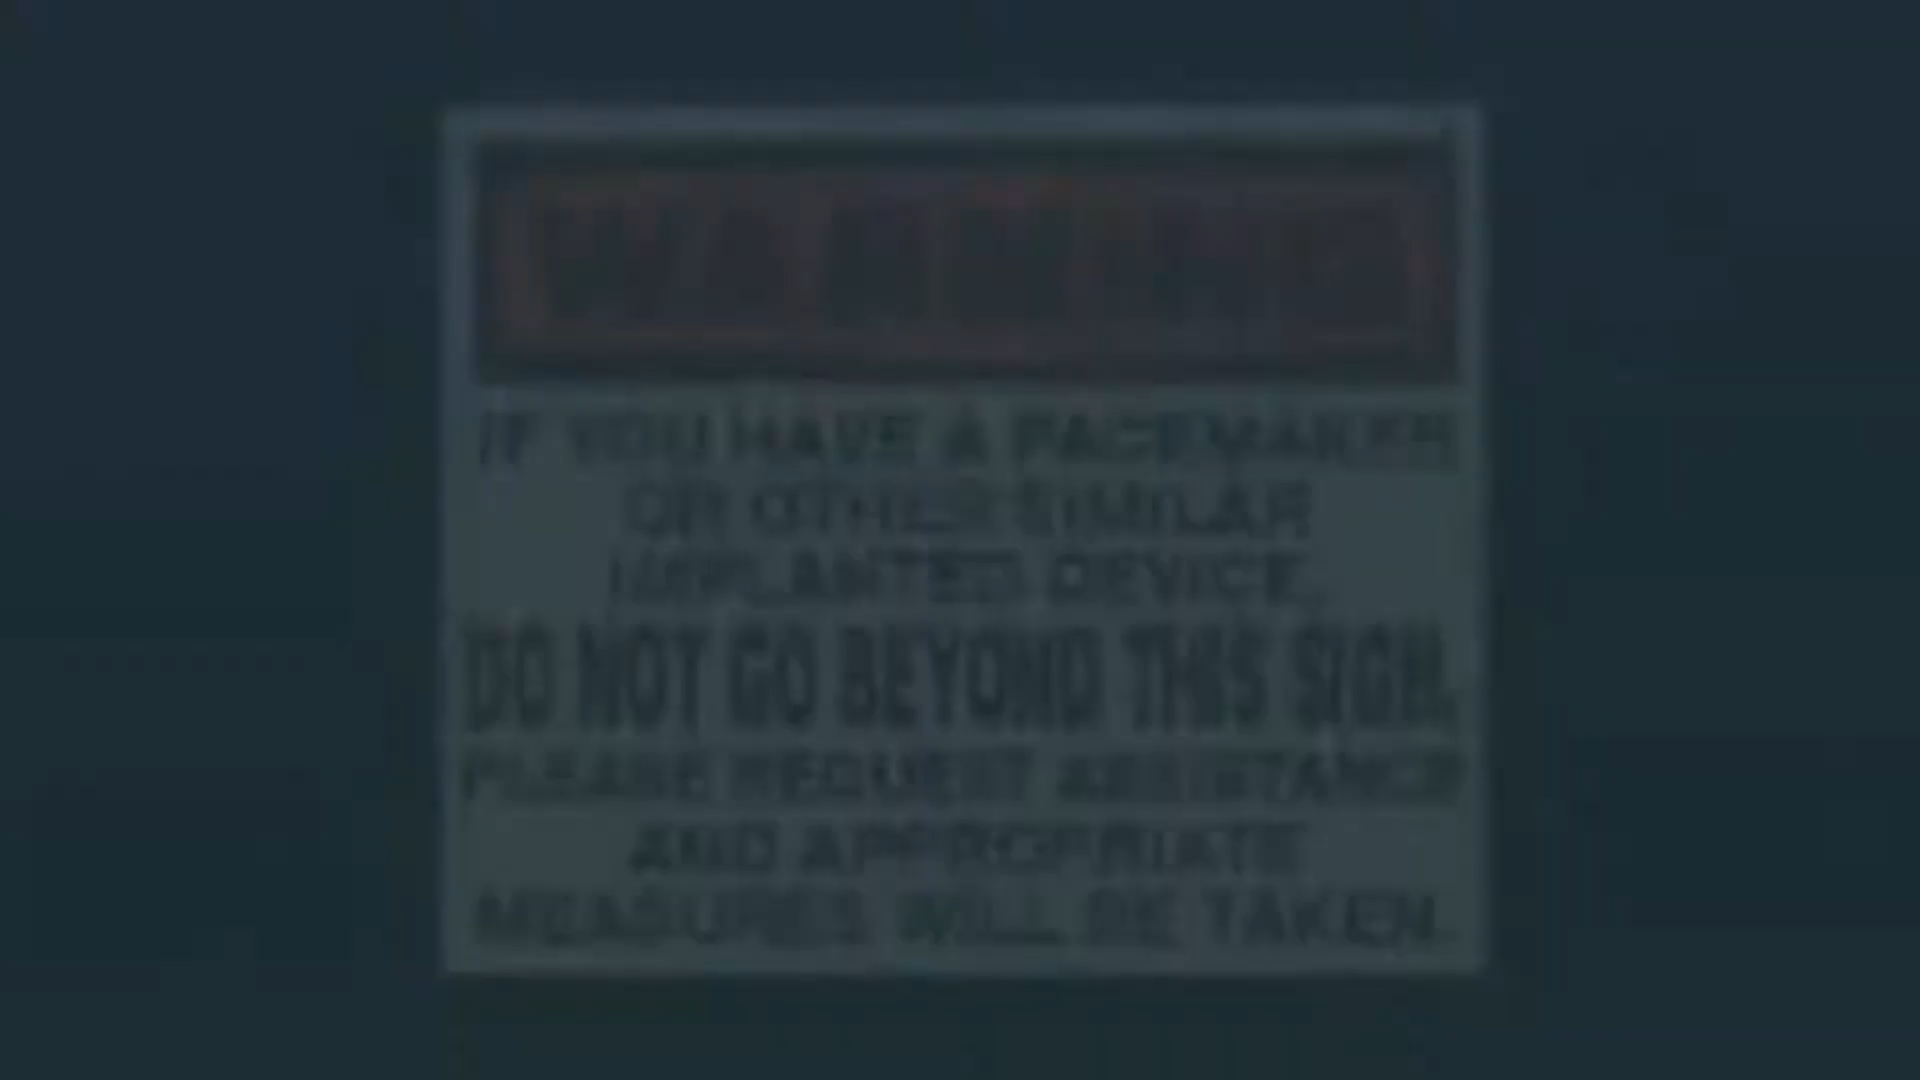 WARNING
IF YOU HAVE A PACEMAKER
OR OTHER SIMILAR
IMPLANTED DEVICE,
DO NOT GO BEYOND THIS SIGN.
PLEASE REQUEST ASSISTANCE
AND APPROPRIATE
MEASURES WILL BE TAKEN.